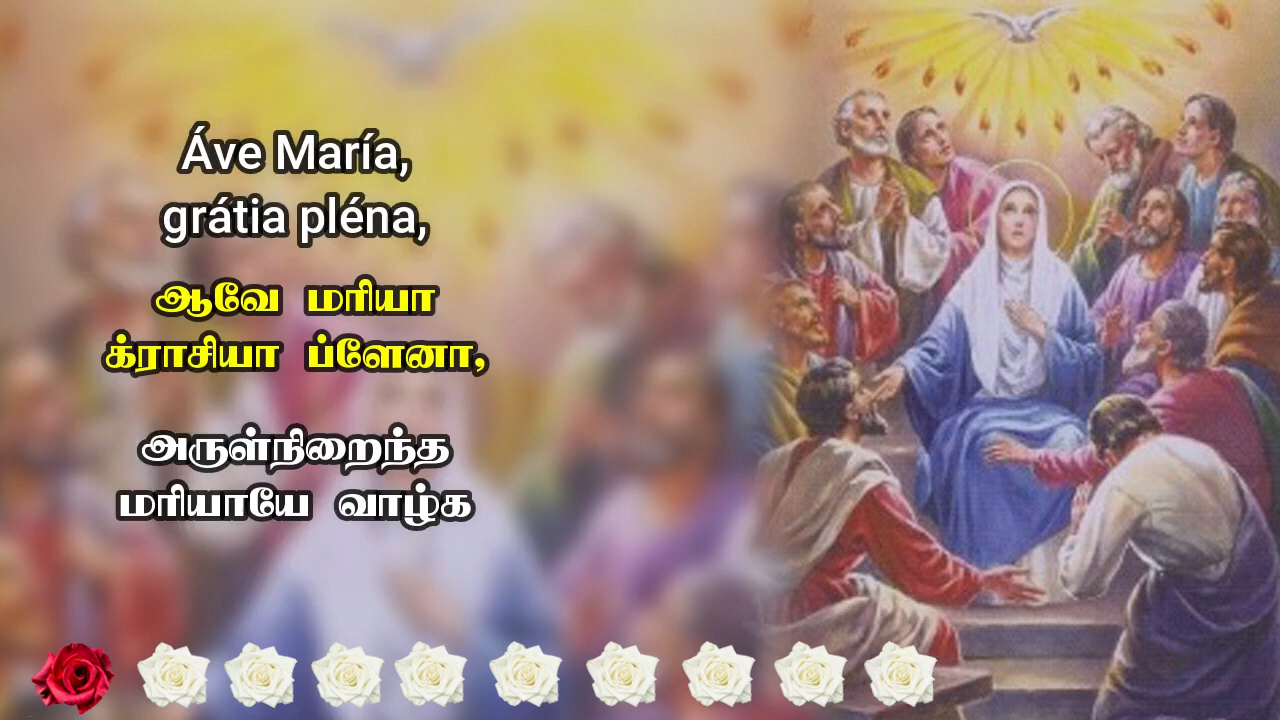 Áve María,
grátia pléna,
ஆவே மரியா
க்ராசியா ப்ளேனா,
அருள்நிறைந்த
மரியாயே வாழ்க